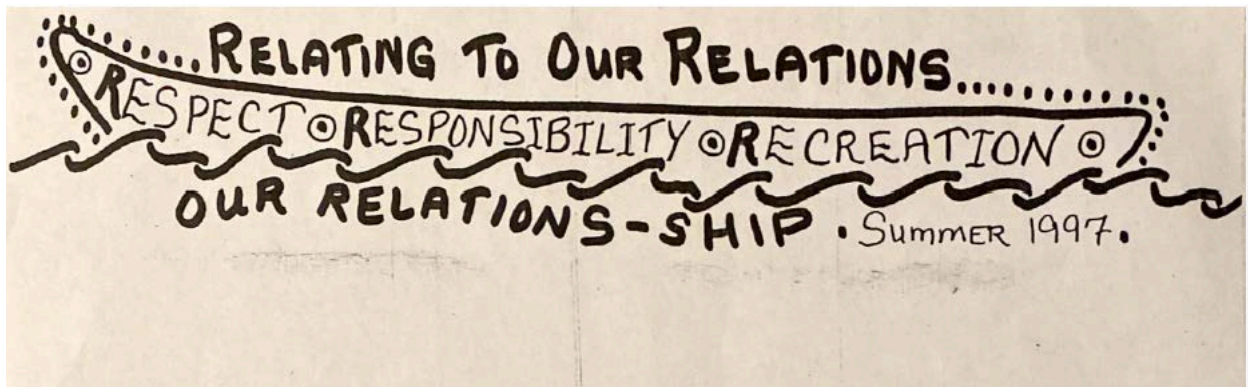 .....RELATING TO OUR RELATIONS.....
RESPECT RESPONSIBILITY RECREATION
OUR RELATIONS-SHIP . SUMMER 1997.